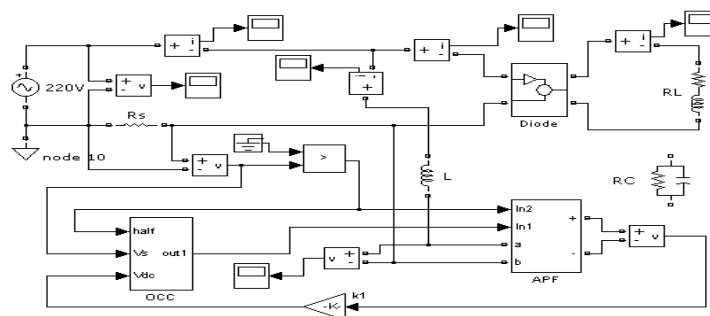 + i
-
+ i
-
+ i
-
220V
+ v
-
- i
+
RL
Diode
Rs
node 10
+ v
-
>
L
RC
half
Vs out1
Vdc
OCC
In2
In1
a
b
+
-
APF
+ v
-
v +
-
-K-
k1